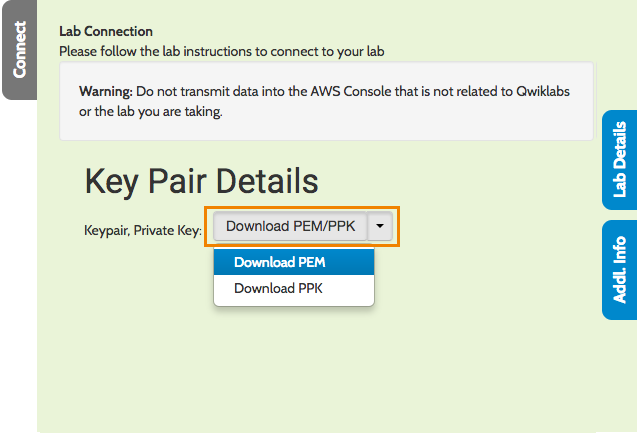 Connect
Lab Connection
Please follow the lab instructions to connect to your lab
Warning: Do not transmit data into the AWS Console that is not related to Qwiklabs
or the lab you are taking.
Key Pair Details
Keypair, Private Key: Download PEM/PPK
Download PEM
Download PPK
Lab Details
Addl. Info